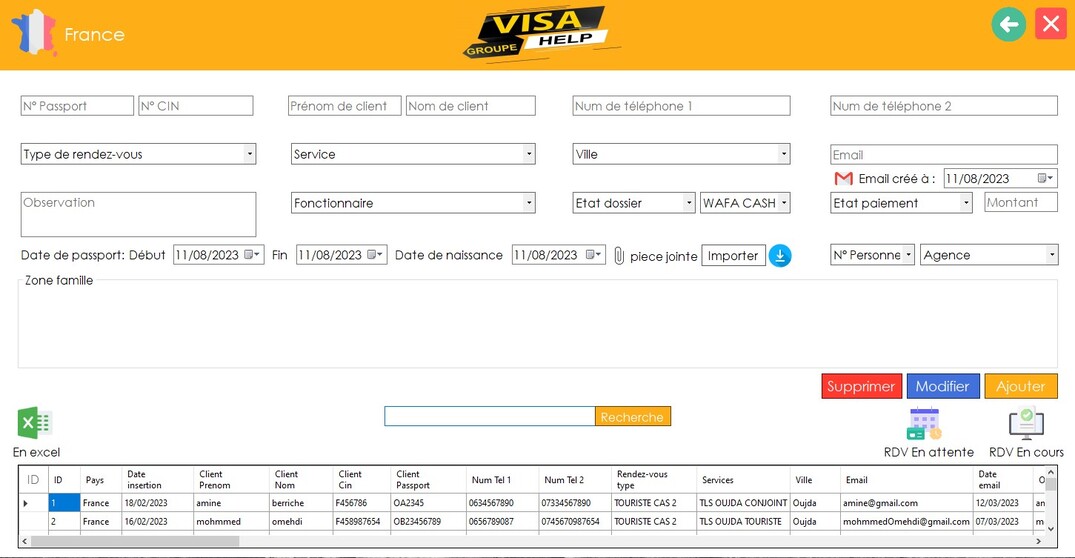 France
VISA
GROUPE HELP
N° Passport N° CIN Prénom de client Nom de client Num de téléphone 1 Num de téléphone 2
Type de rendez-vous Service Ville Email
Email créé à : 11/08/2023
Observation Fonctionnaire Etat dossier WAFA CASH Etat paiement Montant
Date de passport: Début 11/08/2023 Fin 11/08/2023 Date de naissance 11/08/2023 piece jointe Importer N° Personne Agence
Zone famille
Supprimer Modifier Ajouter
Recherche
En excel RDV En attente RDV En cours
ID ID Pays Date insertion Client Prenom Client Nom Client Cin Client Passport Num Tel 1 Num Tel 2 Rendez-vous type Services Ville Email Date email O
1 France 18/02/2023 amine berriche F456786 OA2345 0634567890 07334567890 TOURISTE CAS 2 TLS OUJDA CONJOINT Oujda amine@gmail.com 12/03/2023 an
2 France 16/02/2023 mohmmed omehdi F458987654 OB23456789 0656789087 0745670987654 TOURISTE CAS 2 TLS OUJDA TOURISTE Oujda mohmmedOmehdi@gmail.com 07/03/2023 m